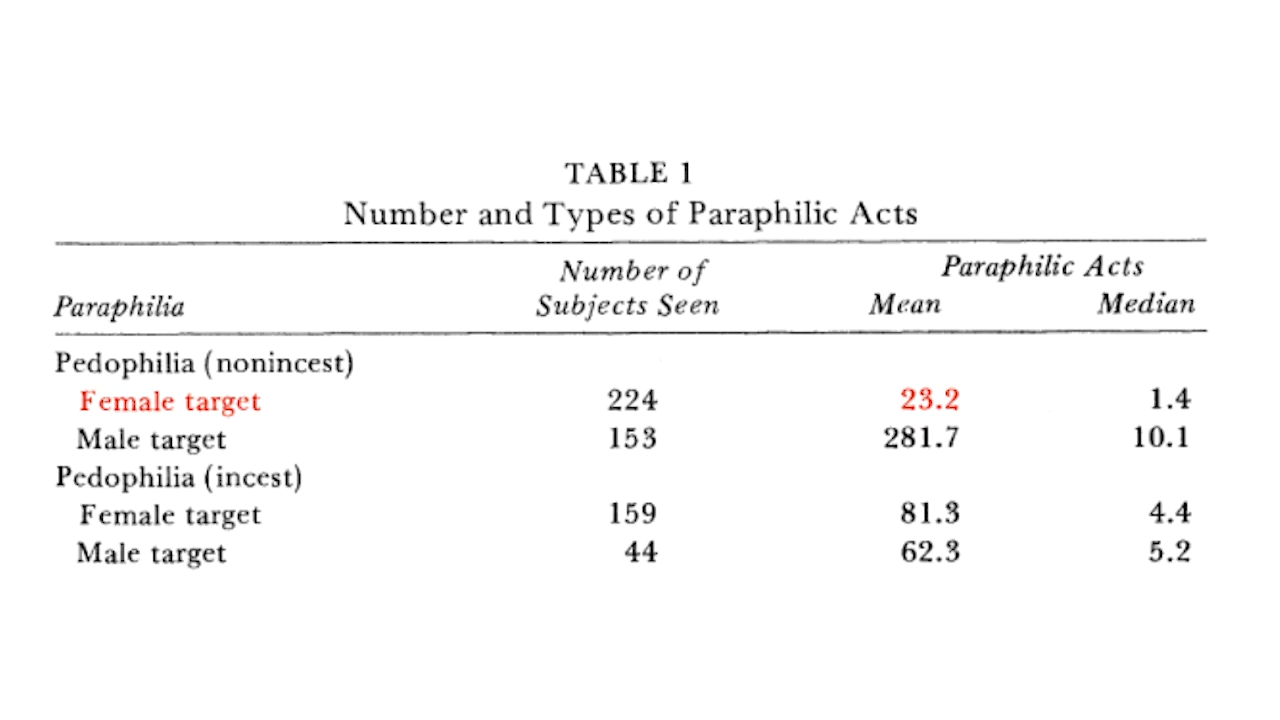 TABLE 1
Number and Types of Paraphilic Acts
Number of Paraphilic Acts
Paraphilia Subjects Seen Mean Median
Pedophilia (nonincest)
Female target 224 23.2 1.4
Male target 153 281.7 10.1
Pedophilia (incest)
Female target 159 81.3 4.4
Male target 44 62.3 5.2